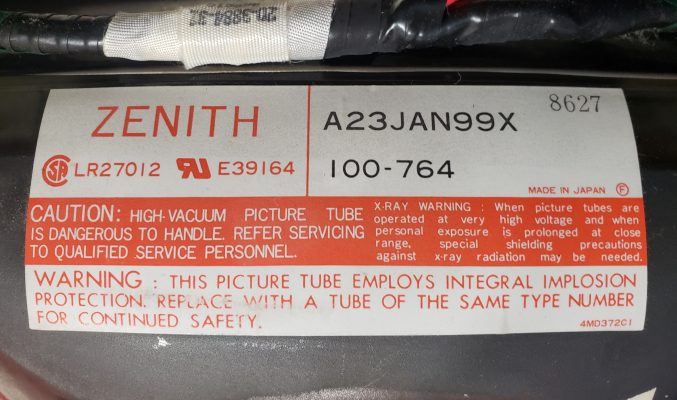 20-3884-37
ZENITH
A23JAN99X
8627
LR27012
E39164
100-764
MADE IN JAPAN F
CAUTION: HIGH-VACUUM PICTURE TUBE
IS DANGEROUS TO HANDLE. REFER SERVICING
TO QUALIFIED SERVICE PERSONNEL.
X-RAY WARNING : When picture tubes are
operated at very high voltage and when
personal exposure is prolonged at close
range, special shielding precautions
against x-ray radiation may be needed.
WARNING : THIS PICTURE TUBE EMPLOYS INTEGRAL IMPLOSION
PROTECTION. REPLACE WITH A TUBE OF THE SAME TYPE NUMBER
FOR CONTINUED SAFETY.
4MD372C1